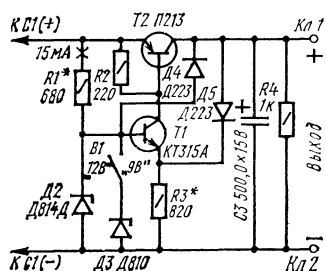 К С1(+)
Т2 П213
Кл 1
15мА
R1*
680
R2
220
Д4
Д223
Д5
Д223
R4
1к
Т1
КТ315А
В1
12В
"9В"
С3 500,0×15В
Выход
Д2
Д814Д
R3*
820
К С1(-)
Д3 Д810
Кл 2